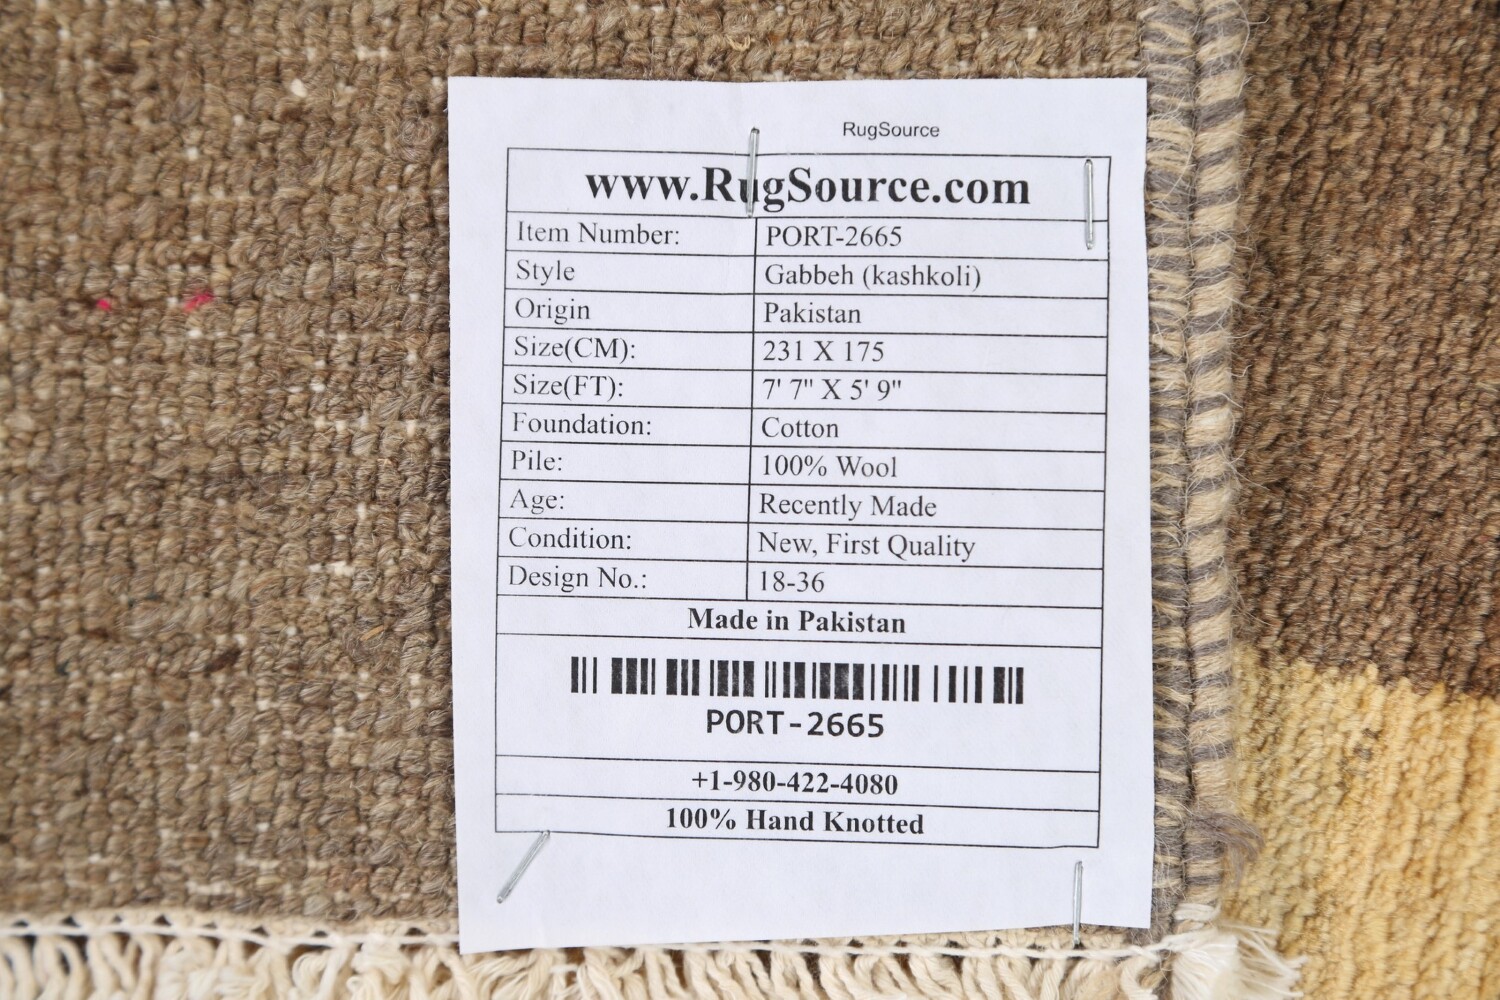 RugSource
www.RugSource.com
Item Number: PORT-2665
Style Gabbeh (kashkoli)
Origin Pakistan
Size(CM): 231 X 175
Size(FT): 7' 7" X 5' 9"
Foundation: Cotton
Pile: 100% Wool
Age: Recently Made
Condition: New, First Quality
Design No.: 18-36
Made in Pakistan
PORT-2665
+1-980-422-4080
100% Hand Knotted